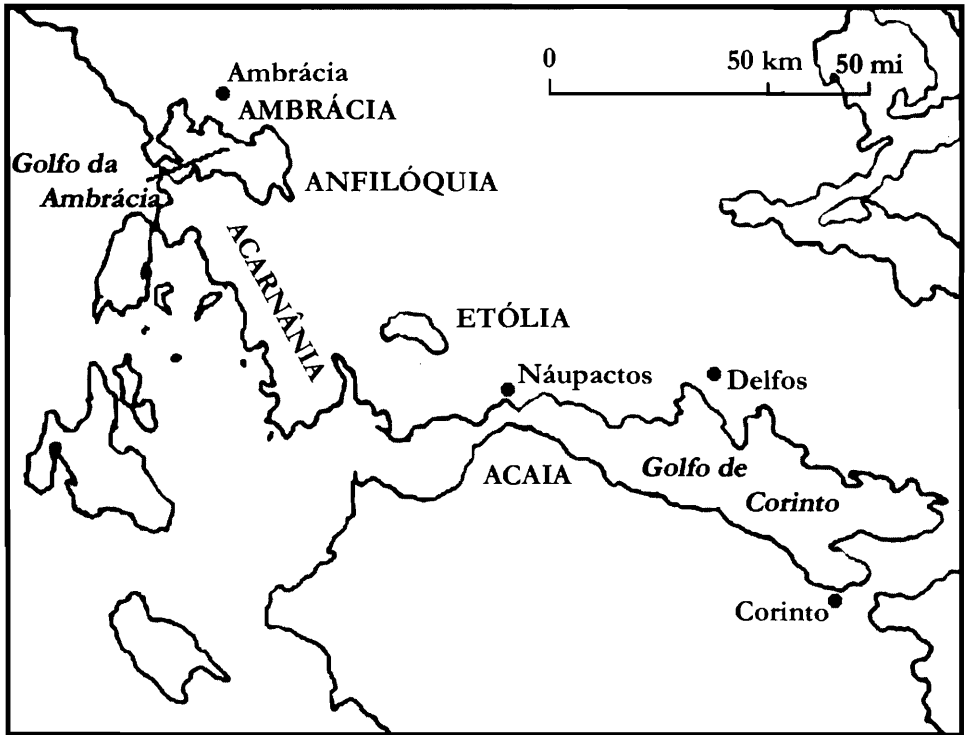 0
50 km
50 mi
Ambrácia
AMBRÁCIA
Golfo da
Ambrácia
ANFILÓQUIA
ACARNÂNIA
ETÓLIA
Náupactos
Delfos
ACAIA
Golfo de
Corinto
Corinto